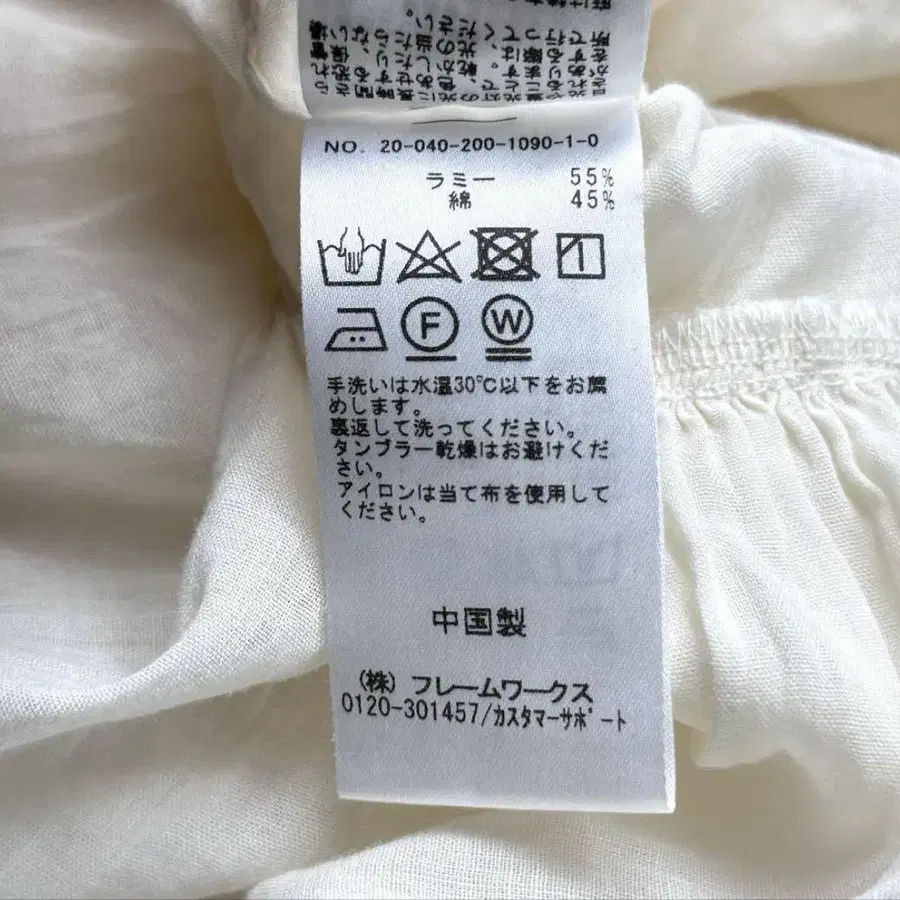 NO. 20-040-200-1090-1-0
ラミー 55%
綿 45%
F W
手洗いは水温30℃以下をお薦
めします。
裏返して洗ってください。
タンブラー乾燥はお避けくだ
さい。
アイロンは当て布を使用して
ください。
中国製
(株) フレームワークス
0120-301457/カスタマーサポート